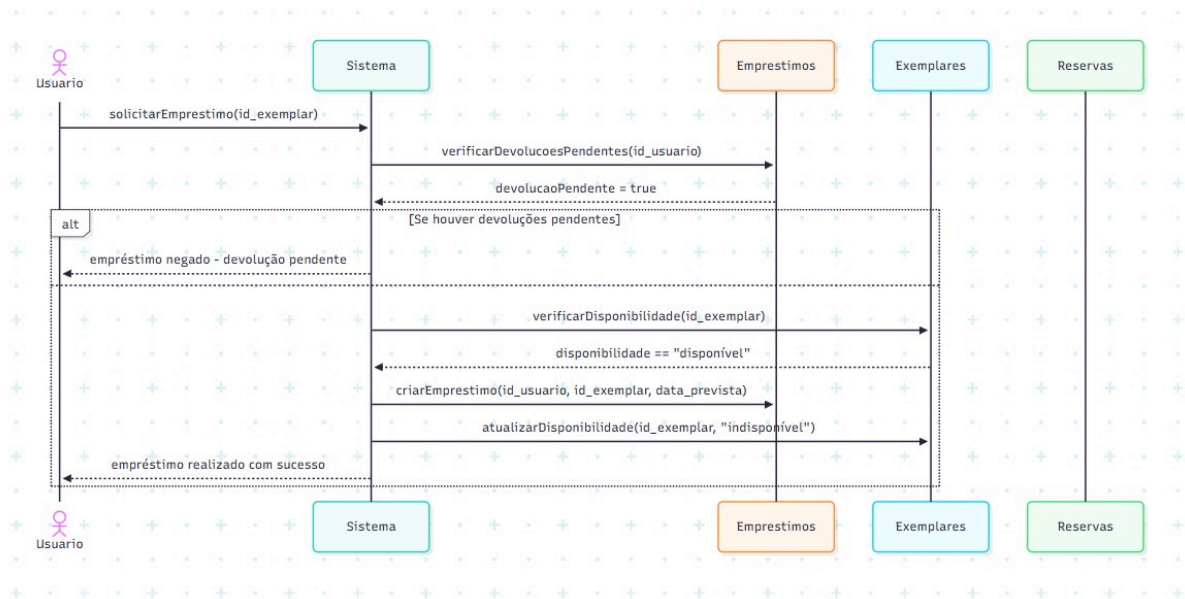 Usuario
Sistema
Emprestimos
Exemplares
Reservas
solicitarEmprestimo(id_exemplar)
verificarDevolucoesPendentes(id_usuario)
devolucaoPendente = true
alt
[Se houver devoluções pendentes]
empréstimo negado - devolução pendente
verificarDisponibilidade(id_exemplar)
disponibilidade == "disponível"
criarEmprestimo(id_usuario, id_exemplar, data_prevista)
atualizarDisponibilidade(id_exemplar, "indisponível")
empréstimo realizado com sucesso
Usuario
Sistema
Emprestimos
Exemplares
Reservas